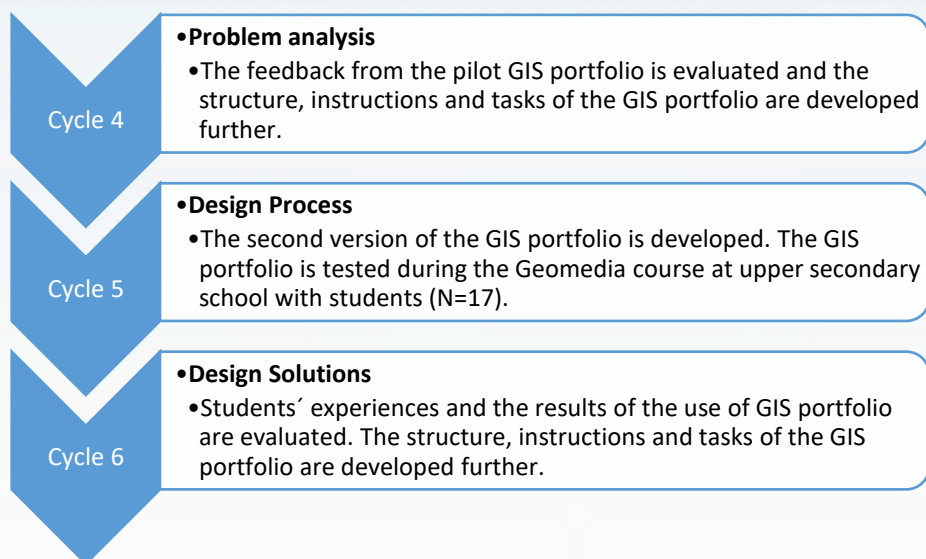 •Problem analysis
•The feedback from the pilot GIS portfolio is evaluated and the
structure, instructions and tasks of the GIS portfolio are developed
further.
Cycle 4
•Design Process
•The second version of the GIS portfolio is developed. The GIS
portfolio is tested during the Geomedia course at upper secondary
school with students (N=17).
Cycle 5
•Design Solutions
•Students´ experiences and the results of the use of GIS portfolio
are evaluated. The structure, instructions and tasks of the GIS
portfolio are developed further.
Cycle 6